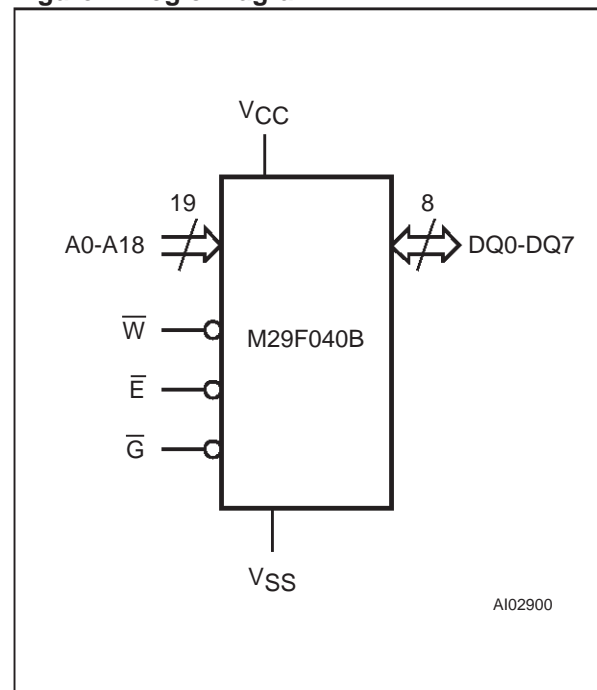 VCC
19
8
A0-A18
DQ0-DQ7
W̅
M29F040B
E̅
G̅
VSS
AI02900